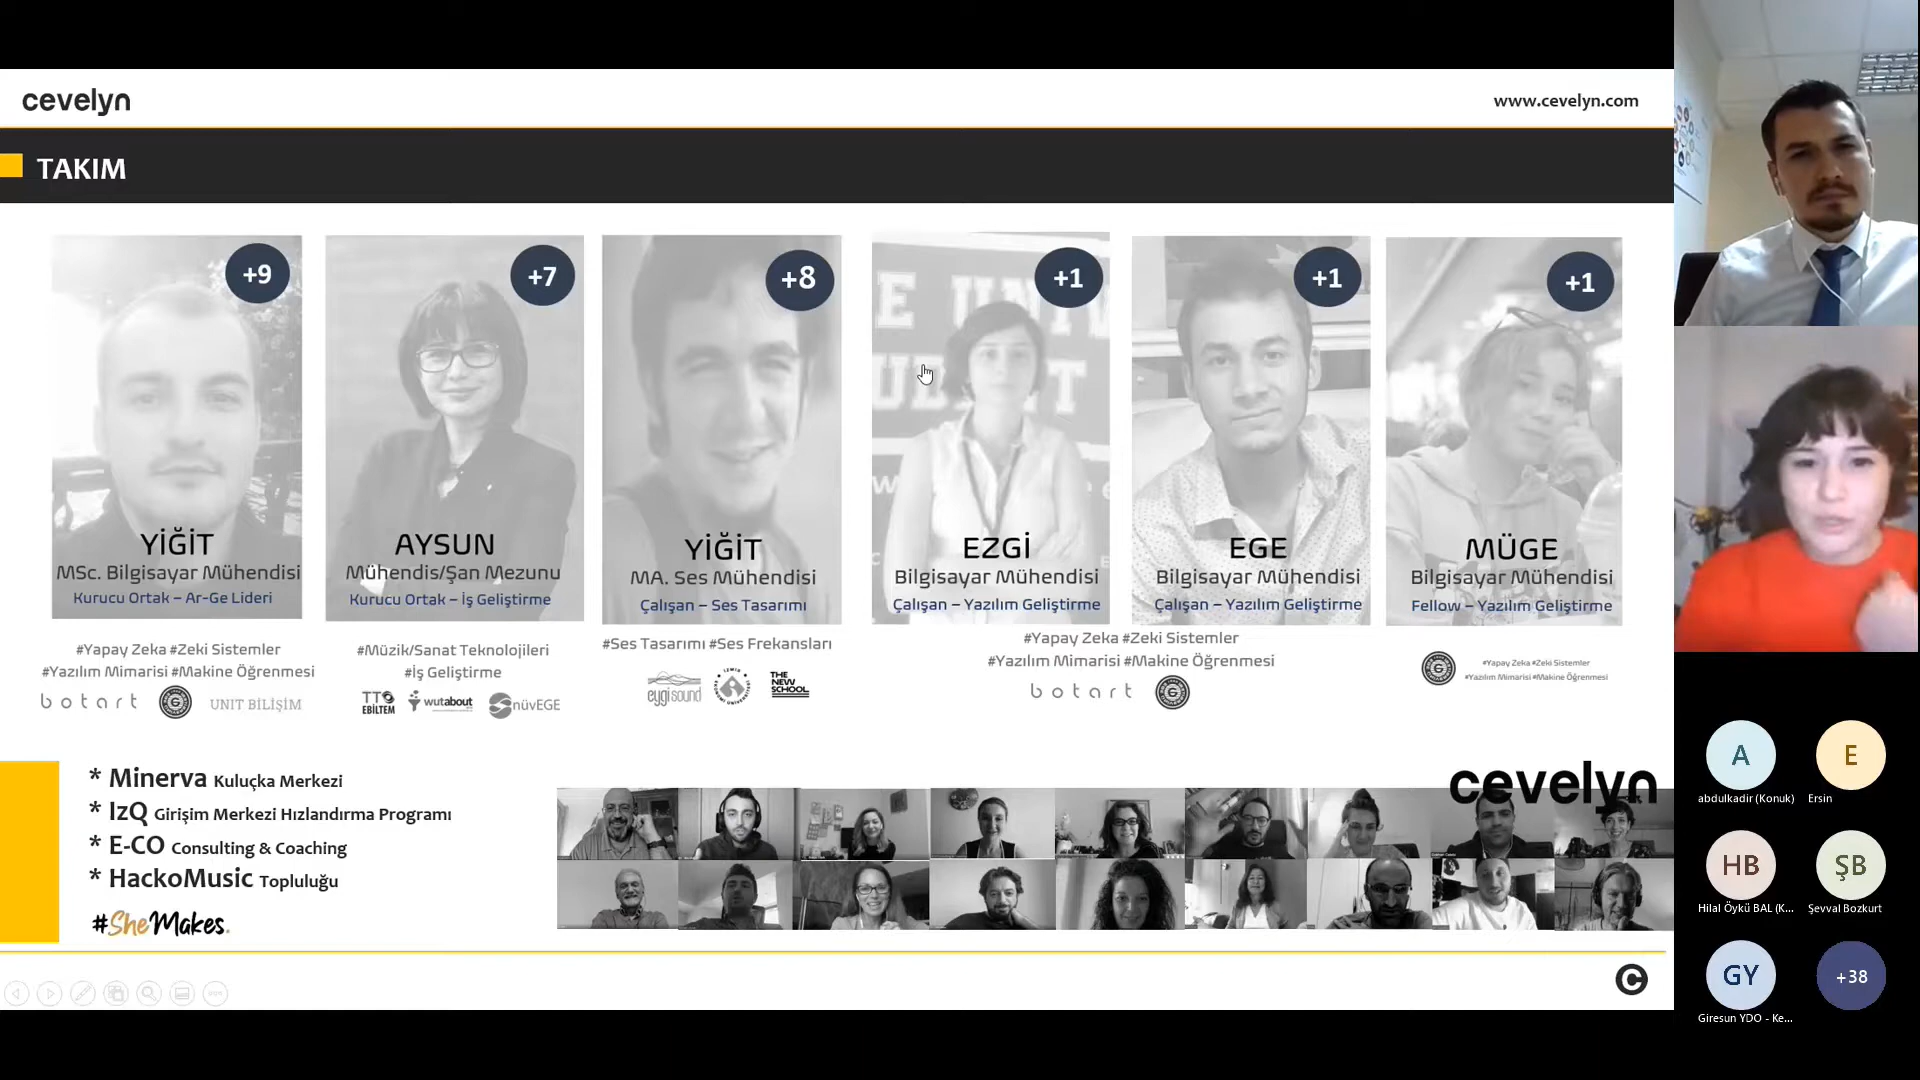 cevelyn
www.cevelyn.com
TAKIM
+9
+7
+8
+1
+1
+1
YİĞİT
MSc. Bilgisayar Mühendisi
Kurucu Ortak – Ar-Ge Lideri
#Yapay Zeka #Zeki Sistemler
#Yazılım Mimarisi #Makine Öğrenmesi
botart
UNIT BİLİŞİM
AYSUN
Mühendis/Şan Mezunu
Kurucu Ortak – İş Geliştirme
#Müzik/Sanat Teknolojileri
#İş Geliştirme
TTO
EBİLTEM
wutabout
nüvEGE
YİĞİT
MA. Ses Mühendisi
Çalışan – Ses Tasarımı
#Ses Tasarımı #Ses Frekansları
eygisound
THE
NEW
SCHOOL
EZGİ
Bilgisayar Mühendisi
Çalışan – Yazılım Geliştirme
EGE
Bilgisayar Mühendisi
Çalışan – Yazılım Geliştirme
#Yapay Zeka #Zeki Sistemler
#Yazılım Mimarisi #Makine Öğrenmesi
botart
MÜGE
Bilgisayar Mühendisi
Fellow – Yazılım Geliştirme
#Yapay Zeka #Zeki Sistemler
#Yazılım Mimarisi #Makine Öğrenmesi
* Minerva Kuluçka Merkezi
* IzQ Girişim Merkezi Hızlandırma Programı
* E-CO Consulting & Coaching
* HackoMusic Topluluğu
#SheMakes.
cevelyn
A
abdulkadir (Konuk)
E
Ersin
HB
Hilal Öykü BAL (K...
ŞB
Şevval Bozkurt
GY
Giresun YDO - Ke...
+38